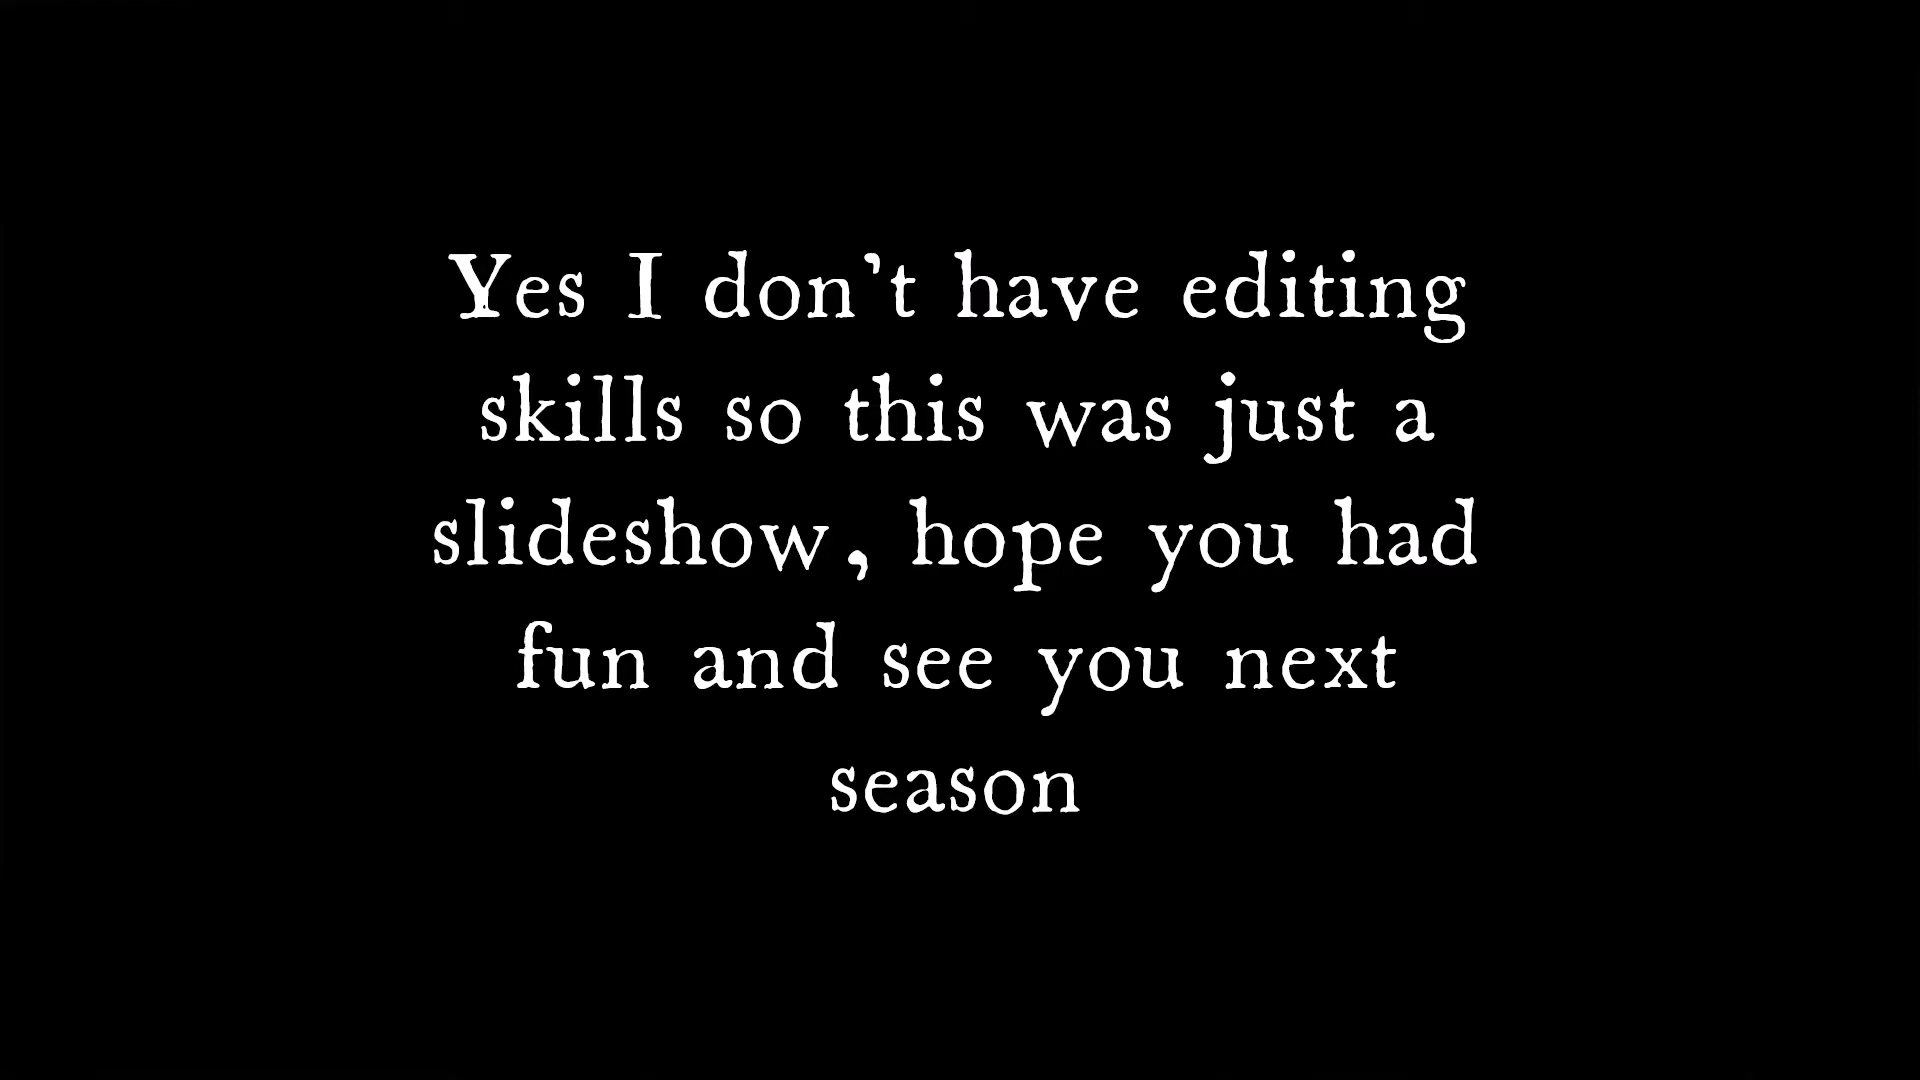 Yes I don't have editing
skills so this was just a
slideshow, hope you had
fun and see you next
season